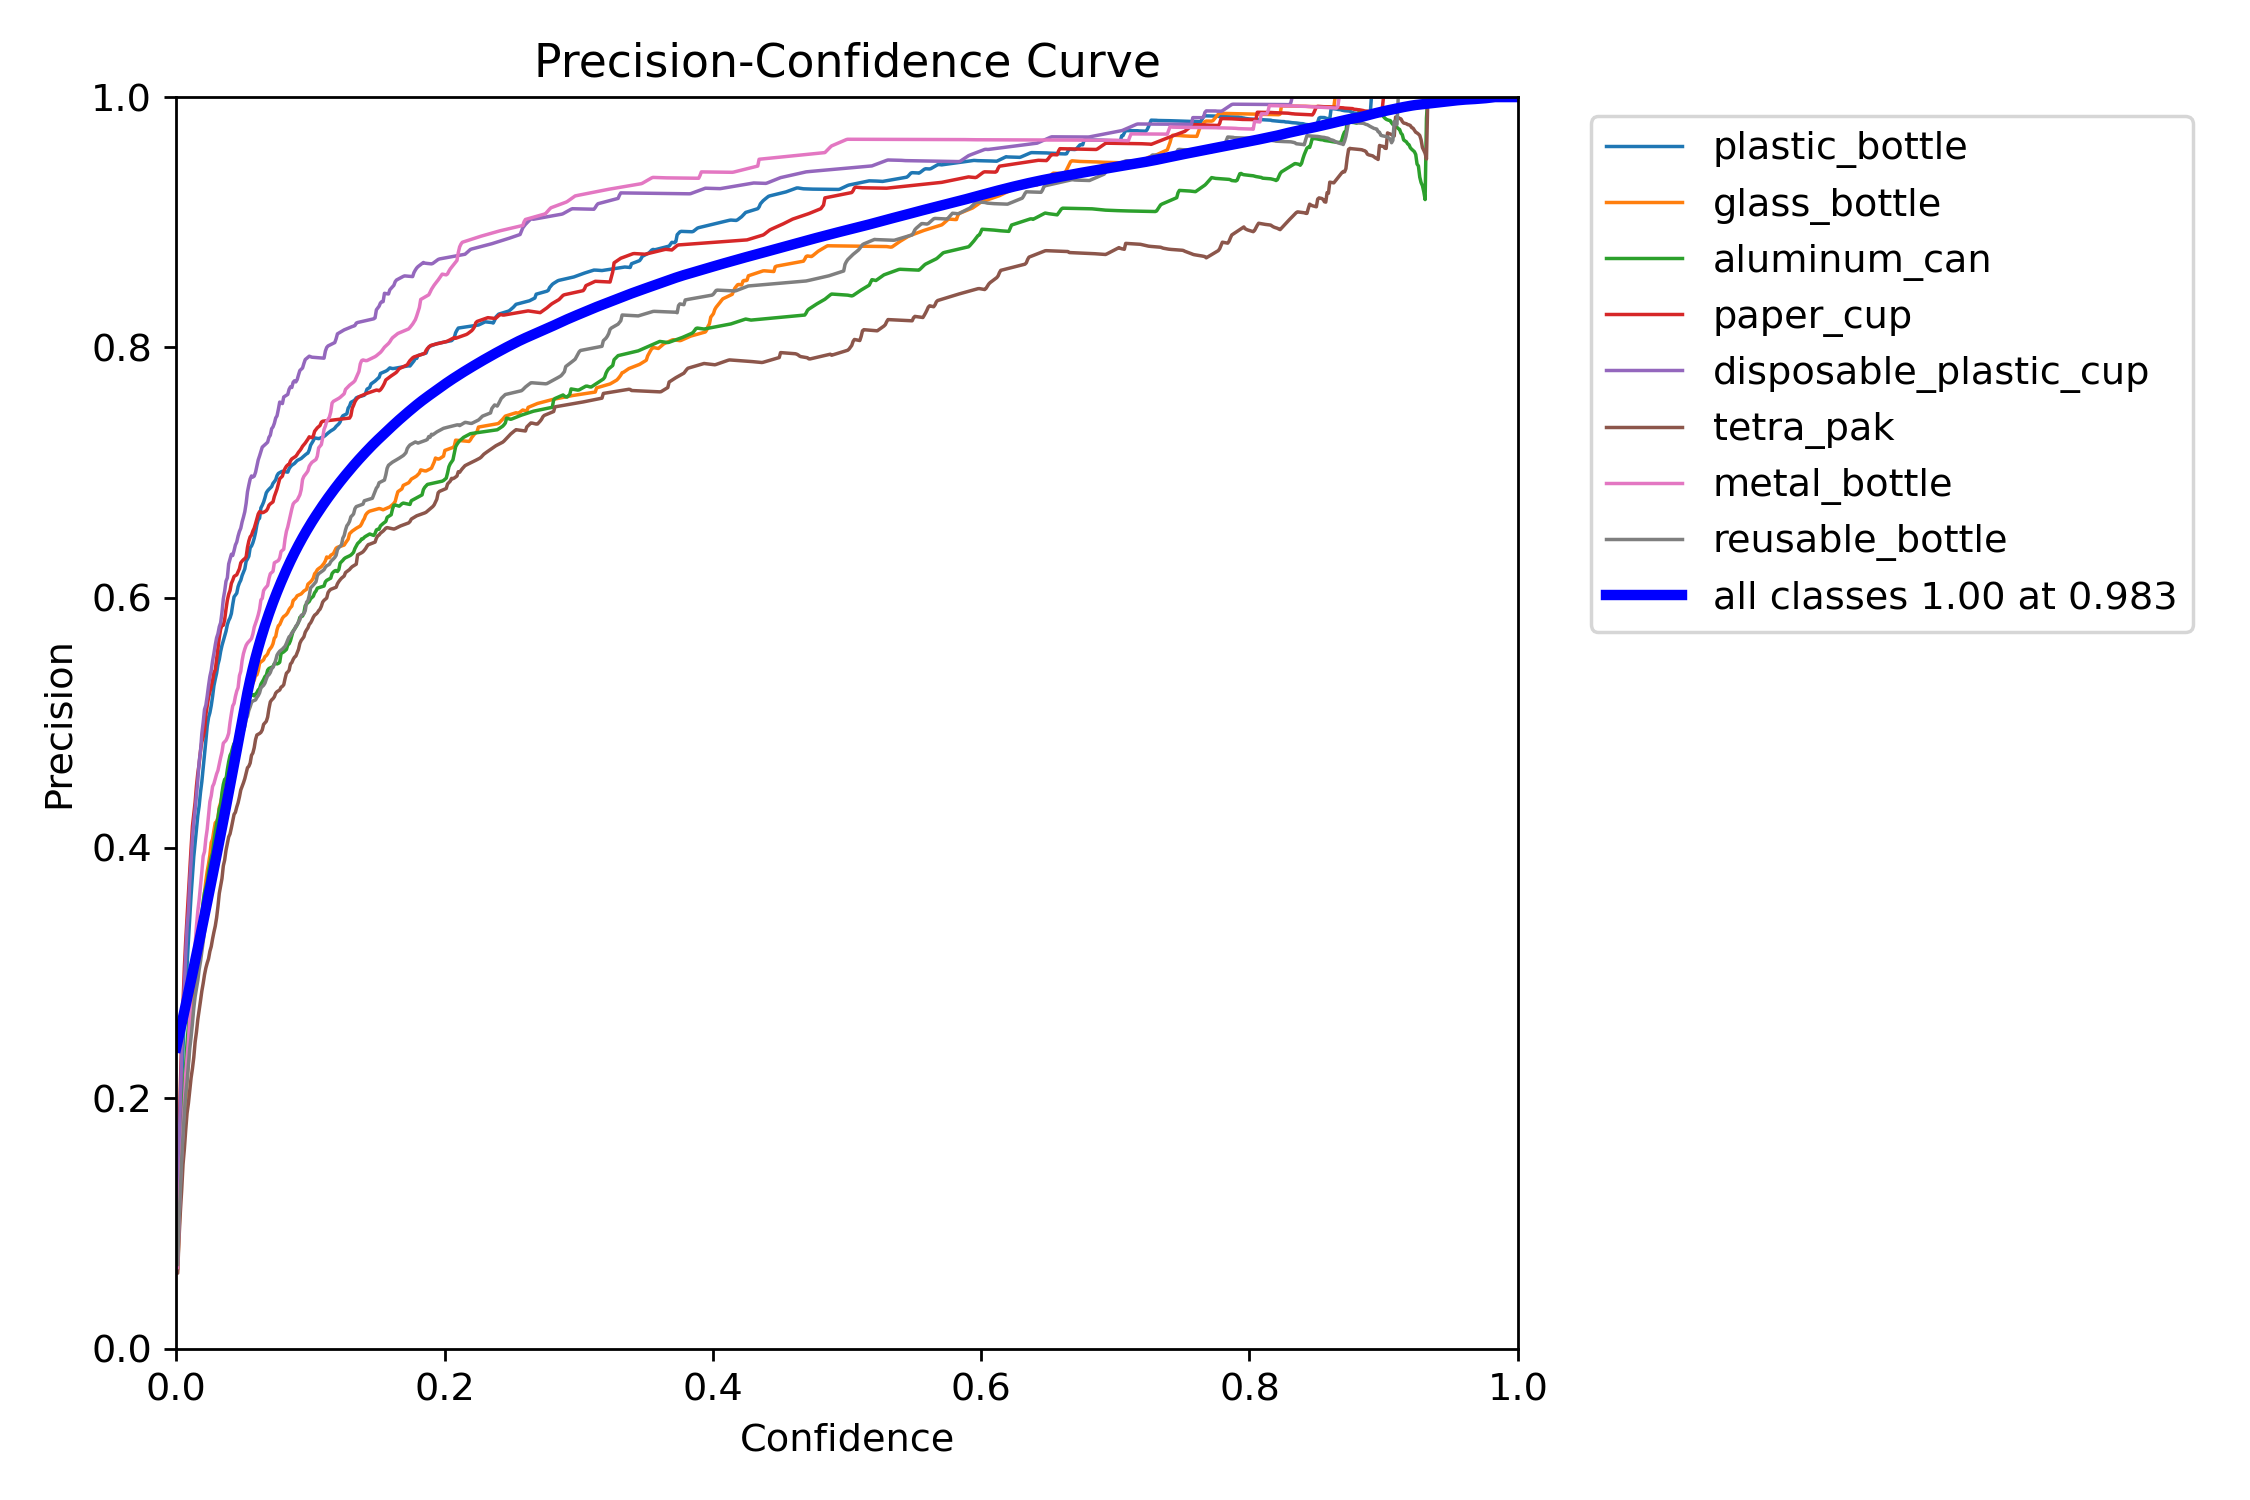 Precision-Confidence Curve
1.0
0.8
0.6
0.4
0.2
0.0
Precision
0.0 0.2 0.4 0.6 0.8 1.0
Confidence
plastic_bottle
glass_bottle
aluminum_can
paper_cup
disposable_plastic_cup
tetra_pak
metal_bottle
reusable_bottle
all classes 1.00 at 0.983